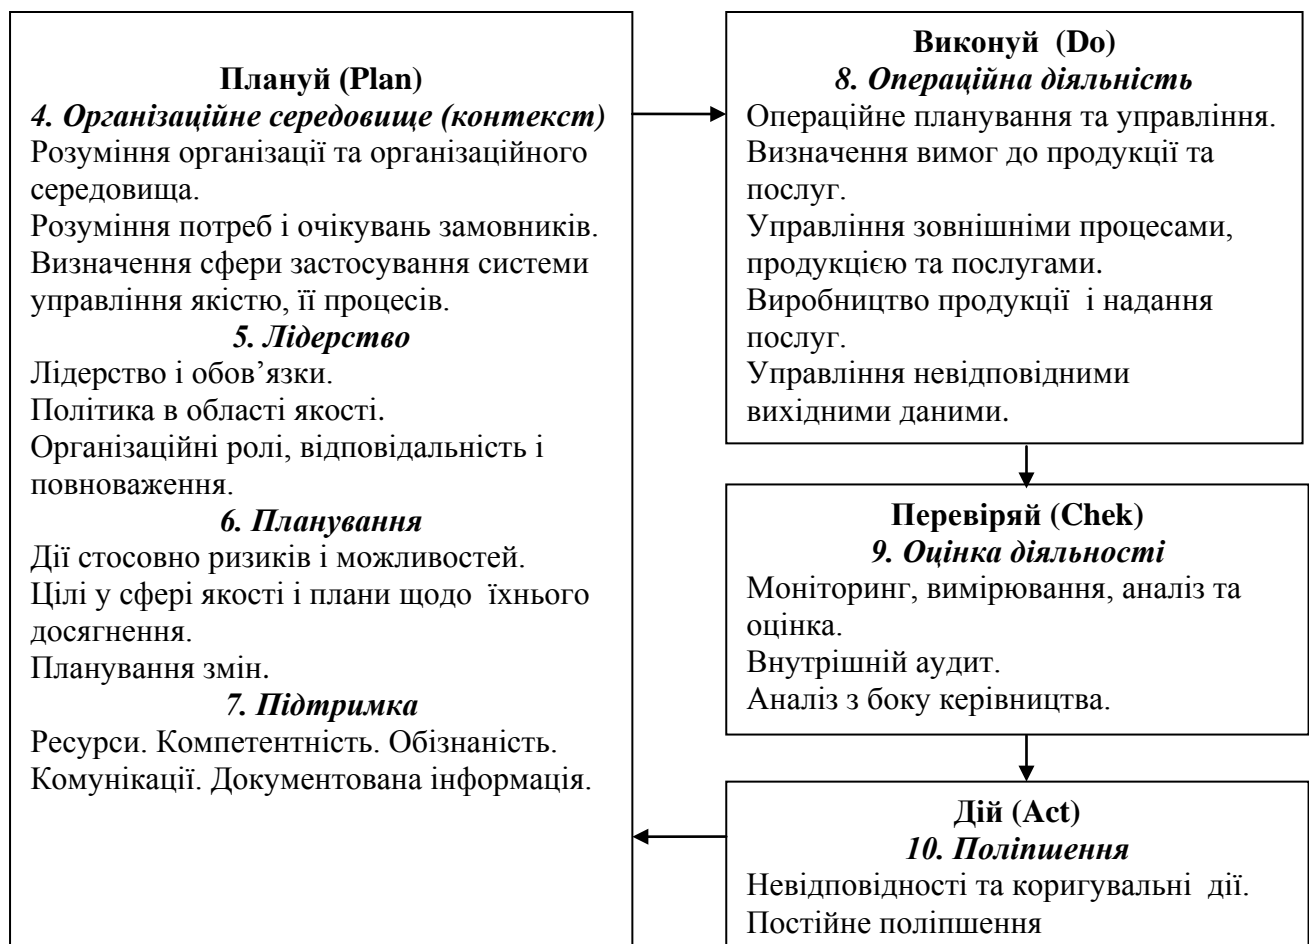 Плануй (Plan)
4. Організаційне середовище (контекст)
Розуміння організації та організаційного
середовища.
Розуміння потреб і очікувань замовників.
Визначення сфери застосування системи
управління якістю, її процесів.
5. Лідерство
Лідерство і обов’язки.
Політика в області якості.
Організаційні ролі, відповідальність і
повноваження.
6. Планування
Дії стосовно ризиків і можливостей.
Цілі у сфері якості і плани щодо їхнього
досягнення.
Планування змін.
7. Підтримка
Ресурси. Компетентність. Обізнаність.
Комунікації. Документована інформація.
Виконуй (Do)
8. Операційна діяльність
Операційне планування та управління.
Визначення вимог до продукції та
послуг.
Управління зовнішніми процесами,
продукцією та послугами.
Виробництво продукції і надання
послуг.
Управління невідповідними
вихідними даними.
Перевіряй (Chek)
9. Оцінка діяльності
Моніторинг, вимірювання, аналіз та
оцінка.
Внутрішній аудит.
Аналіз з боку керівництва.
Дій (Act)
10. Поліпшення
Невідповідності та коригувальні дії.
Постійне поліпшення